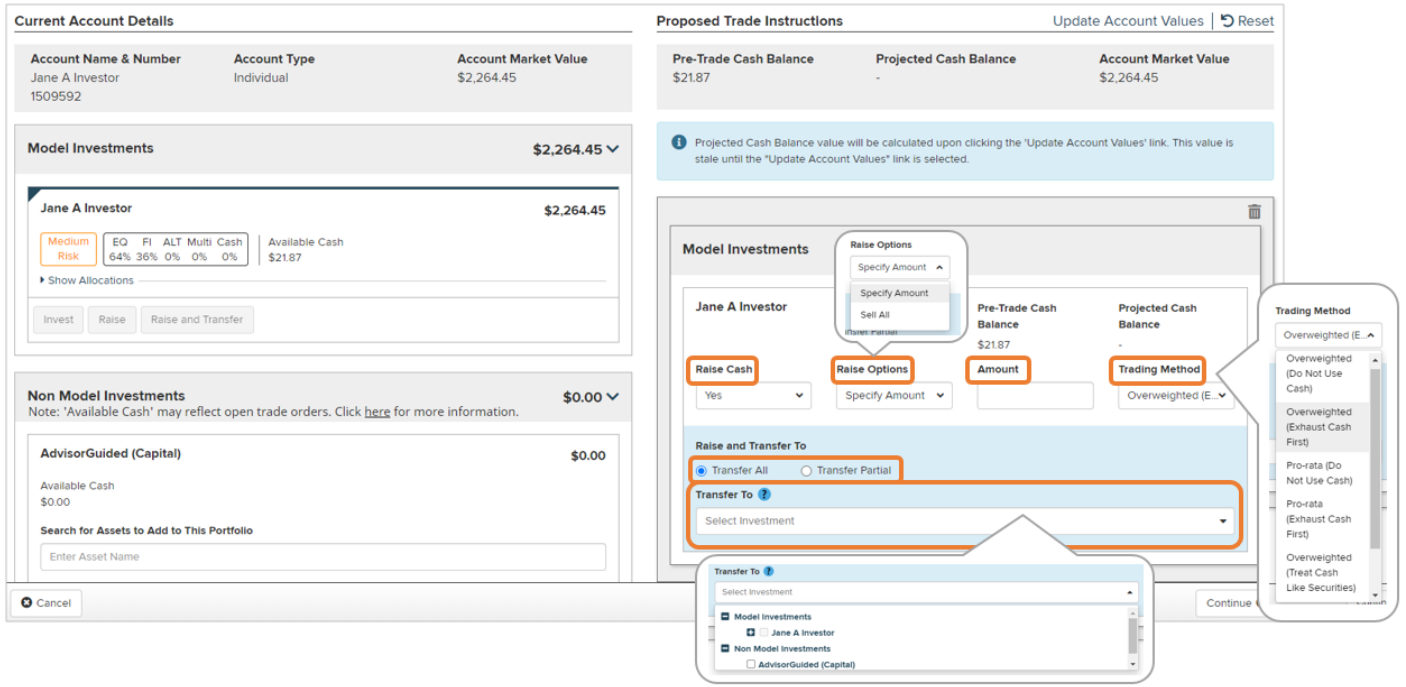 Current Account Details
Account Name & Number Account Type Account Market Value
Jane A Investor Individual $2,264.45
1509592
Model Investments $2,264.45
Jane A Investor $2,264.45
Medium Risk
EQ FI ALT Multi Cash
64% 36% 0% 0% 0%
Available Cash
$21.87
Show Allocations
Invest Raise Raise and Transfer
Non Model Investments $0.00
Note: 'Available Cash' may reflect open trade orders. Click here for more information.
AdvisorGuided (Capital) $0.00
Available Cash
$0.00
Search for Assets to Add to This Portfolio
Enter Asset Name
Cancel
Proposed Trade Instructions Update Account Values | Reset
Pre-Trade Cash Balance Projected Cash Balance Account Market Value
$21.87 - $2,264.45
Projected Cash Balance value will be calculated upon clicking the 'Update Account Values' link. This value is
stale until the "Update Account Values" link is selected.
Model Investments
Raise Options
Specify Amount
Specify Amount
Sell All
nsfer Partial
Jane A Investor
Pre-Trade Cash
Balance
$21.87
Projected Cash
Balance
-
Raise Cash Raise Options Amount Trading Method
Yes Specify Amount Overweighted (E...
Raise and Transfer To
Transfer All Transfer Partial
Transfer To ?
Select Investment
Transfer To ?
Select Investment
Model Investments
Jane A Investor
Non Model Investments
AdvisorGuided (Capital)
Continue
Trading Method
Overweighted (E...
Overweighted
(Do Not Use
Cash)
Overweighted
(Exhaust Cash
First)
Pro-rata (Do
Not Use Cash)
Pro-rata
(Exhaust Cash
First)
Overweighted
(Treat Cash
Like Securities)